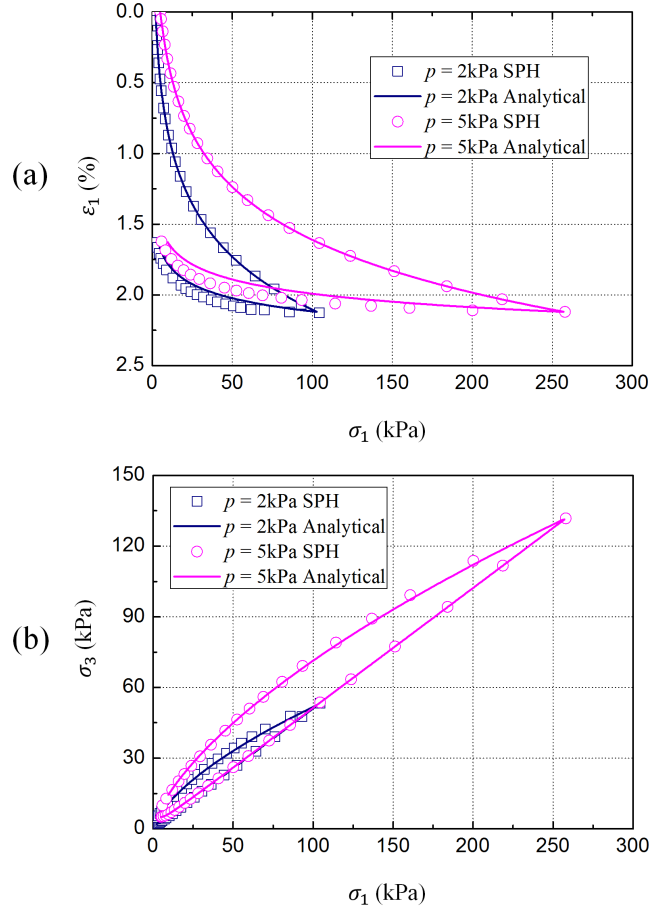 0.0
0.5
1.0
1.5
2.0
2.5
ε₁ (%)
(a)
p = 2kPa SPH
p = 2kPa Analytical
p = 5kPa SPH
p = 5kPa Analytical
0 50 100 150 200 250 300
σ₁ (kPa)
150
120
90
60
30
0
σ₃ (kPa)
(b)
p = 2kPa SPH
p = 2kPa Analytical
p = 5kPa SPH
p = 5kPa Analytical
0 50 100 150 200 250 300
σ₁ (kPa)